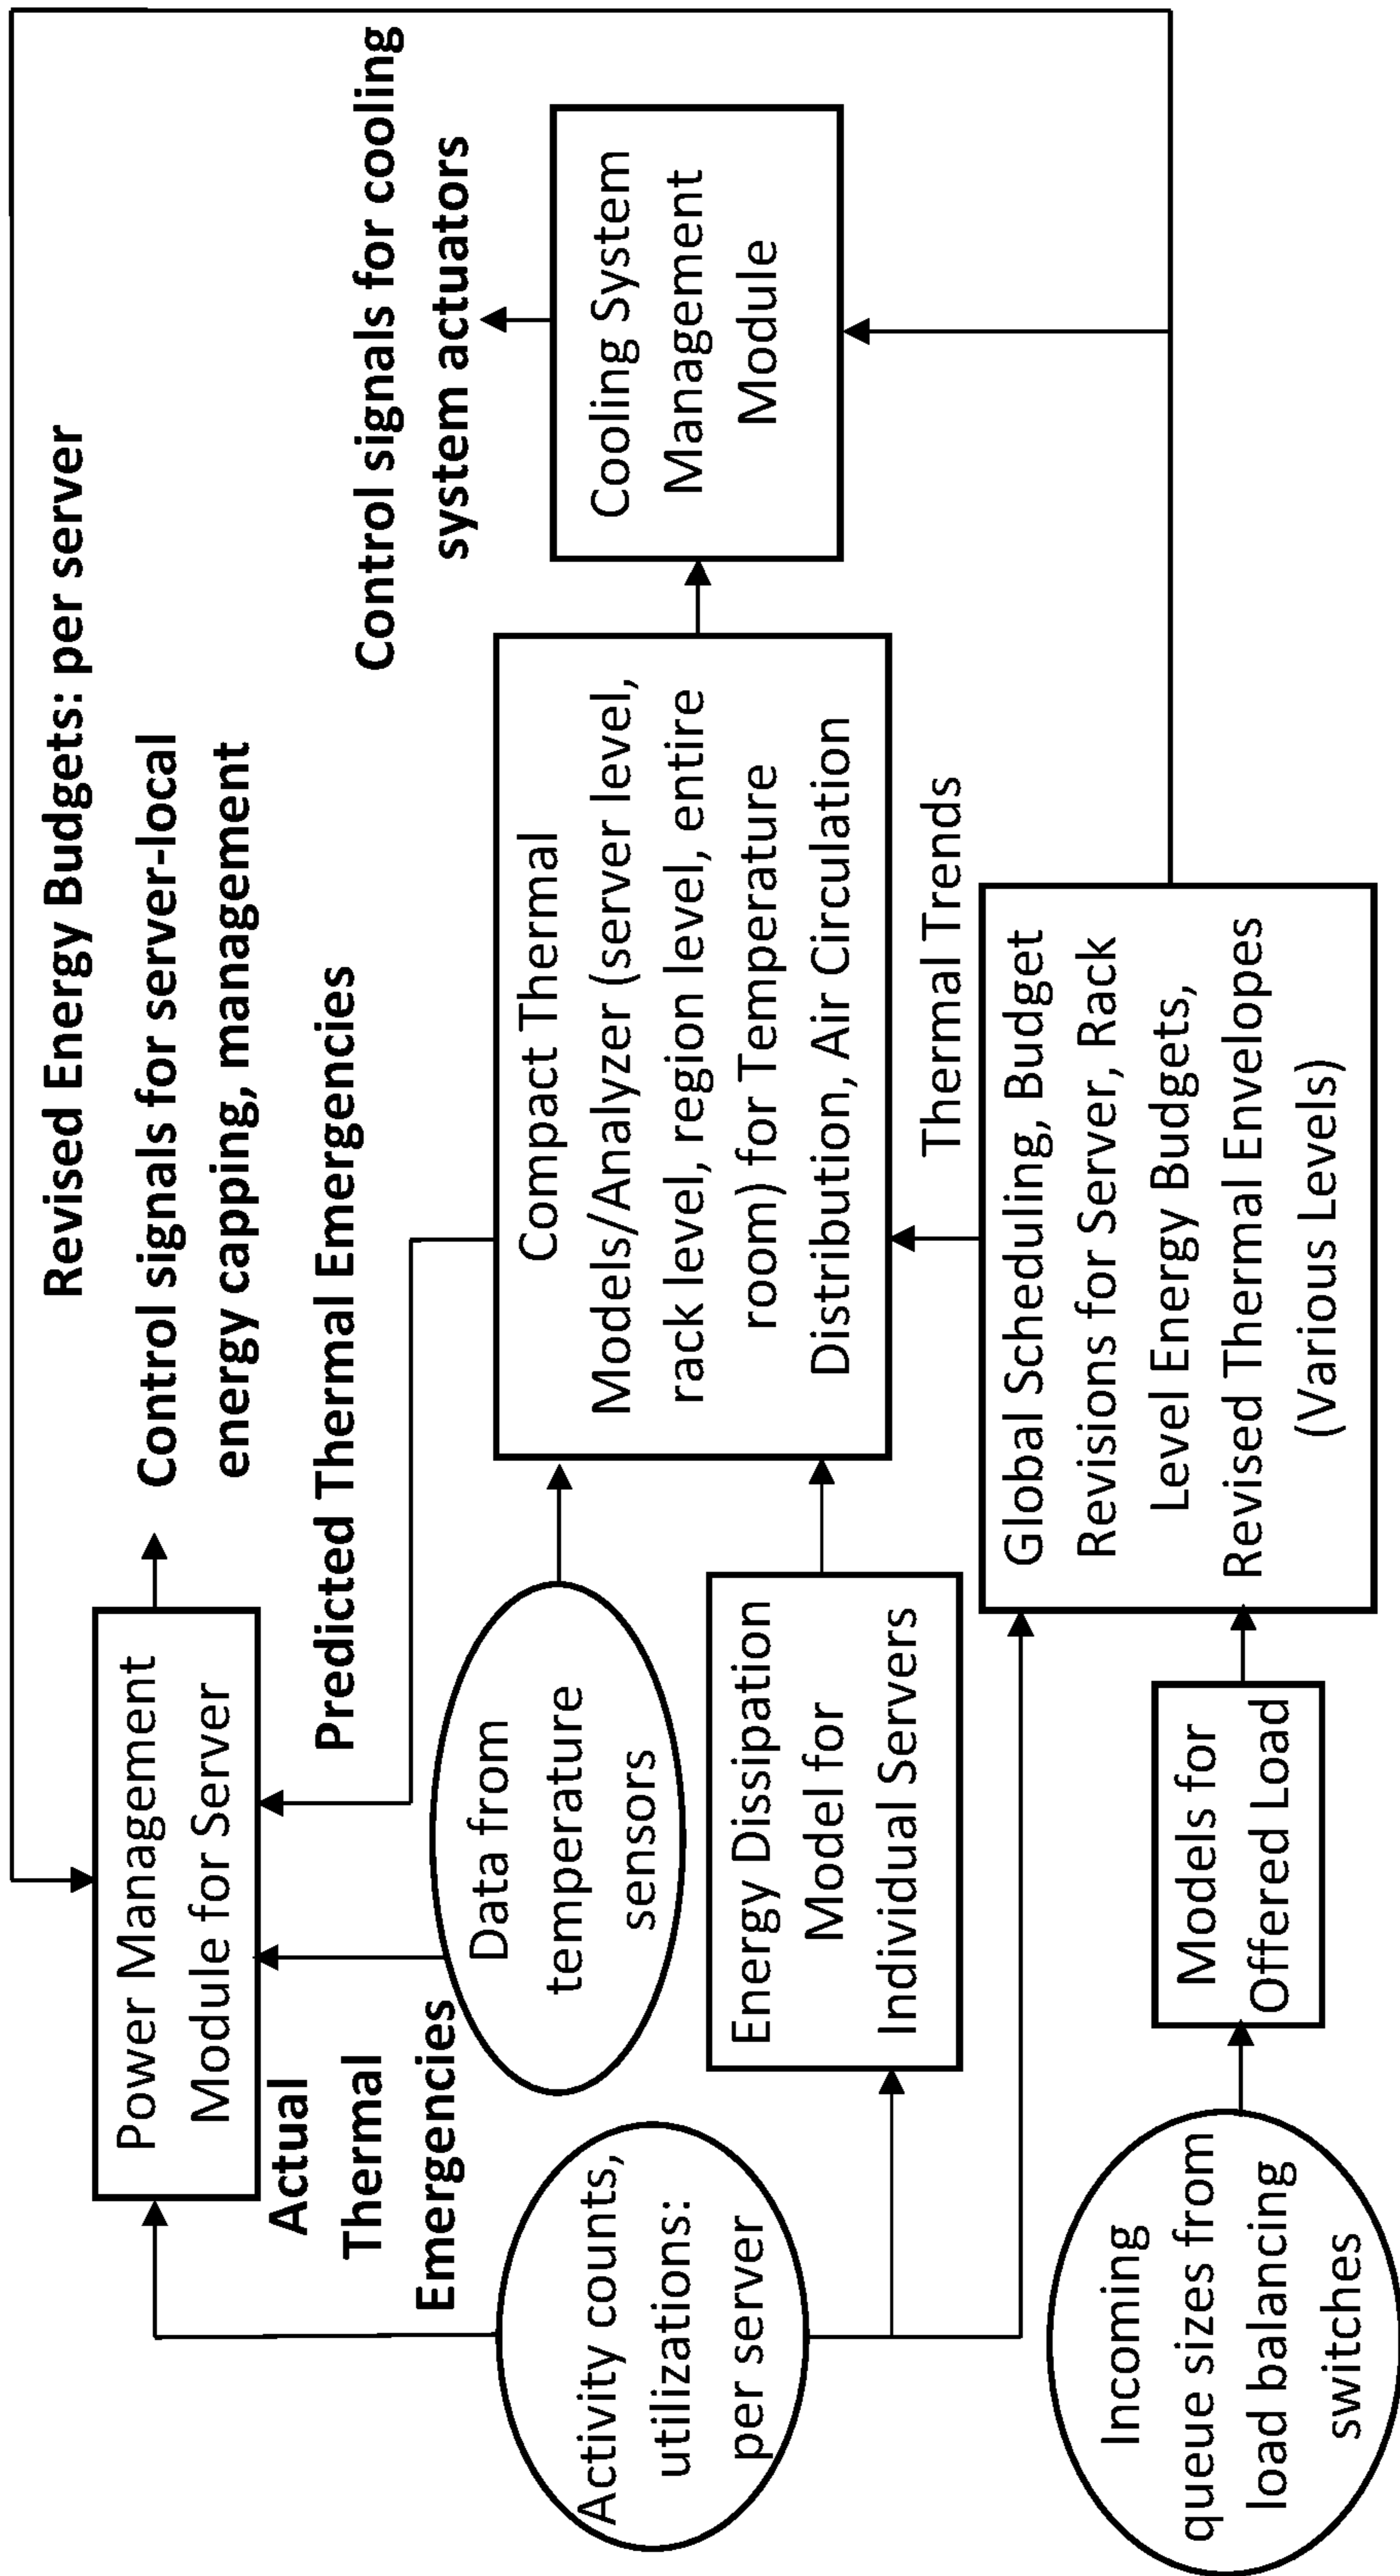 Revised Energy Budgets: per server
Power Management
Module for Server
Control signals for server-local
energy capping, management
Actual
Thermal
Emergencies
Predicted Thermal Emergencies
Control signals for cooling
system actuators
Data from
temperature
sensors
Activity counts,
utilizations:
per server
Compact Thermal
Models/Analyzer (server level,
rack level, region level, entire
room) for Temperature
Distribution, Air Circulation
Cooling System
Management
Module
Energy Dissipation
Model for
Individual Servers
Thermal Trends
Global Scheduling, Budget
Revisions for Server, Rack
Level Energy Budgets,
Revised Thermal Envelopes
(Various Levels)
Models for
Offered Load
Incoming
queue sizes from
load balancing
switches